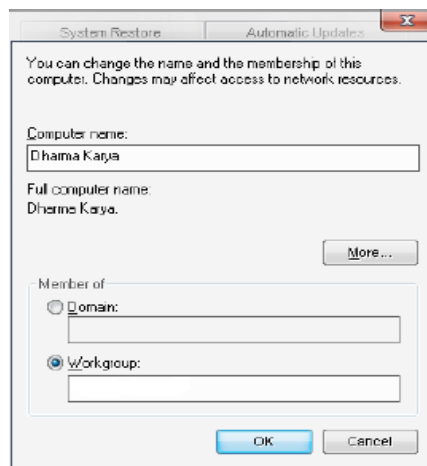 System Restore
Automatic Updates
You can change the name and the membership of this
computer. Changes may affect access to network resources.
Computer name:
Dharma Karya
Full computer name:
Dharma Karya.
More...
Member of
Domain:
Workgroup:
OK
Cancel